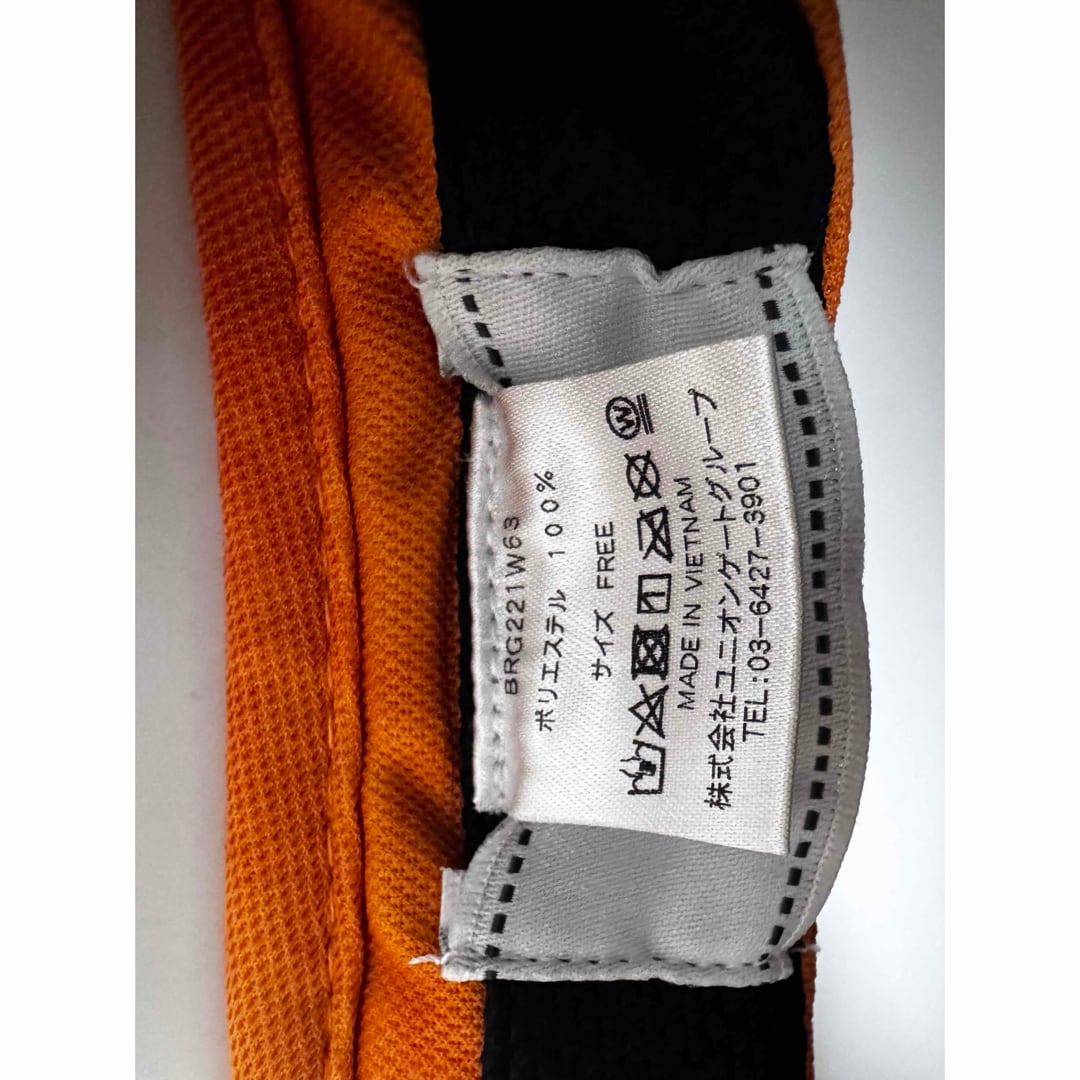 BRG221W63
ポリエステル 100%
サイズ FREE
W
MADE IN VIETNAM
株式会社ユニオンゲートグループ
TEL:03-6427-3901